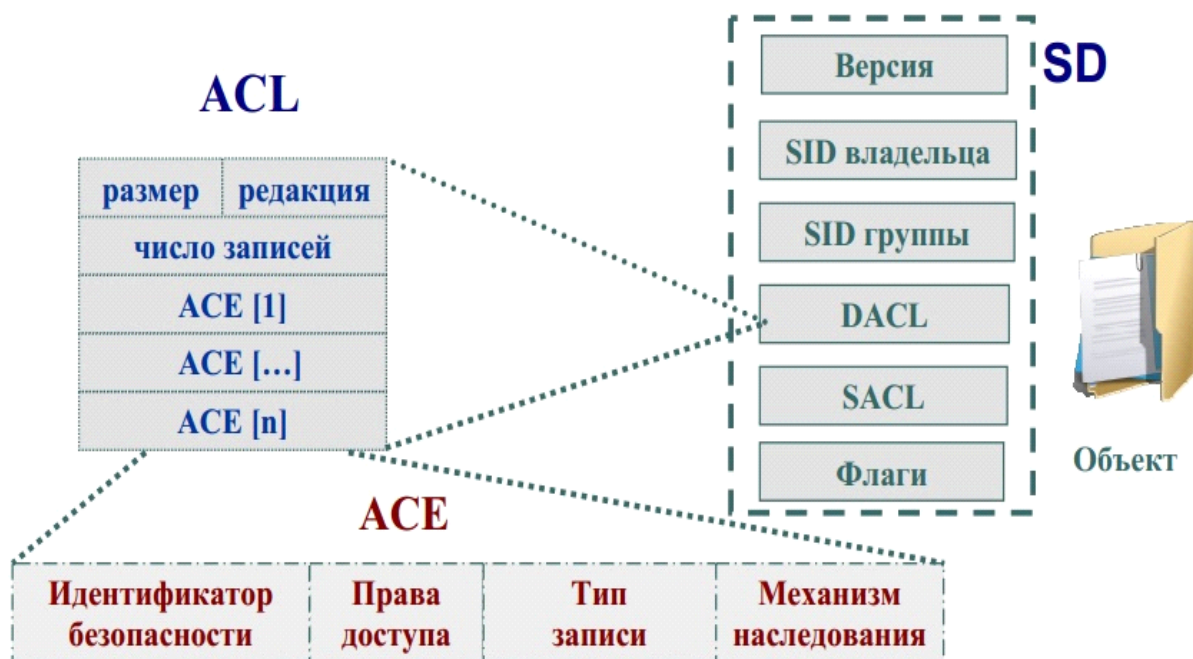 ACL
размер редакция
число записей
ACE [1]
ACE [...]
ACE [n]
SD
Версия
SID владельца
SID группы
DACL
SACL
Флаги
Объект
ACE
Идентификатор
безопасности
Права
доступа
Тип
записи
Механизм
наследования